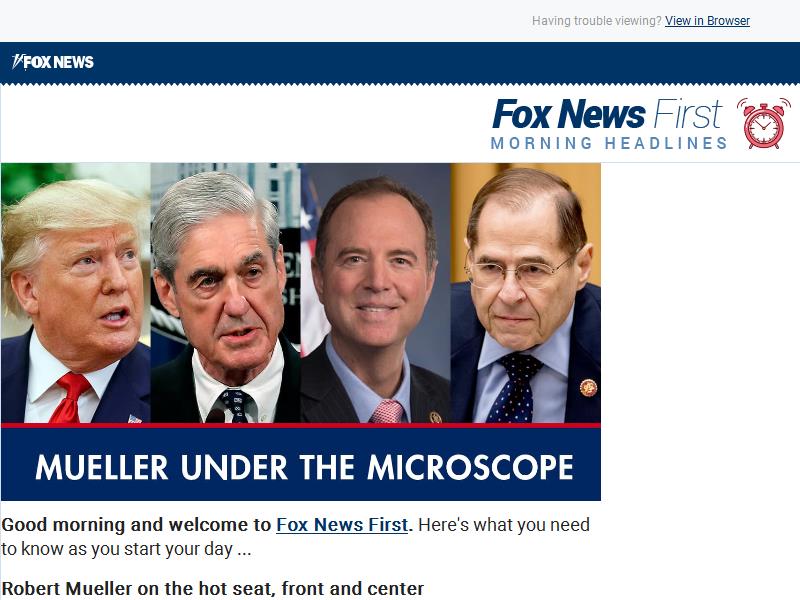 Having trouble viewing? View in Browser
FOX NEWS
Fox News First
MORNING HEADLINES
MUELLER UNDER THE MICROSCOPE
Good morning and welcome to Fox News First. Here's what you need
to know as you start your day ...
Robert Mueller on the hot seat, front and center